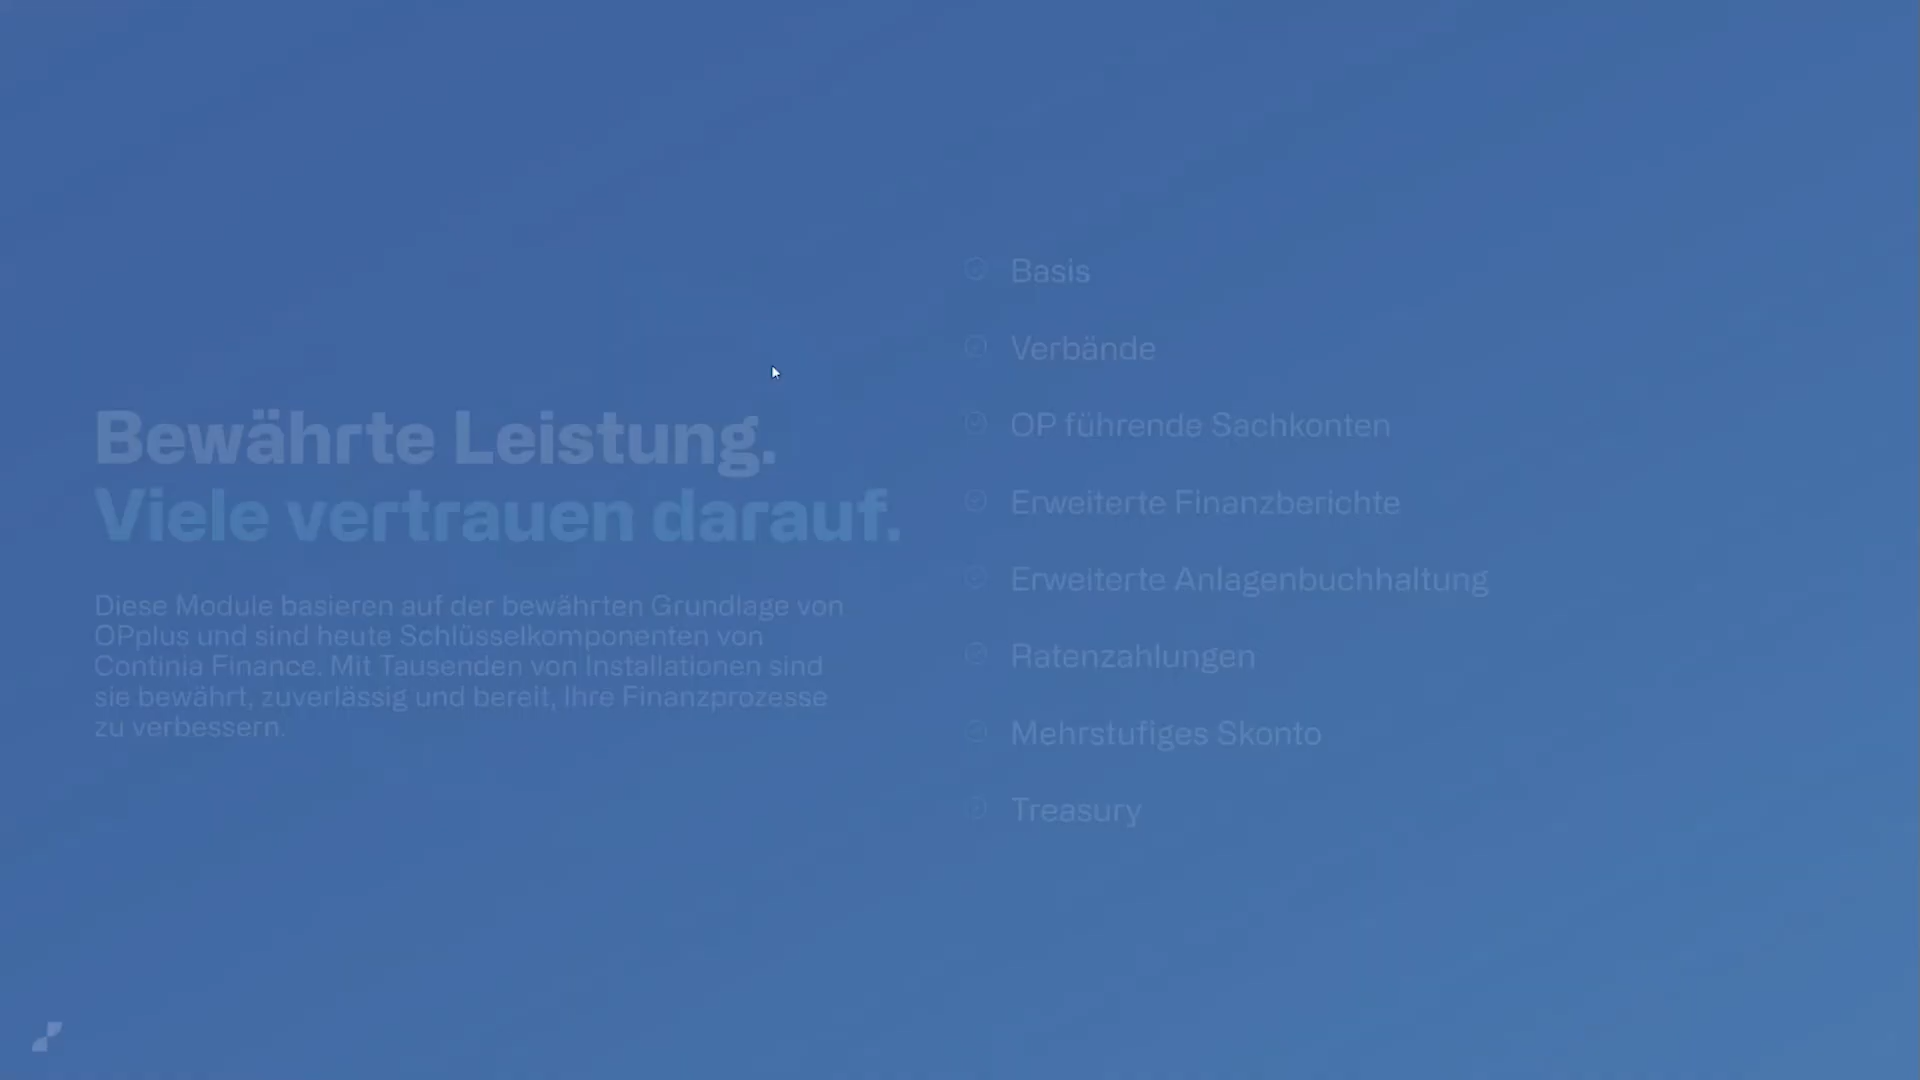 Bewährte Leistung.
Viele vertrauen darauf.
Diese Module basieren auf der bewährten Grundlage von
OPplus und sind heute Schlüsselkomponenten von
Continia Finance. Mit Tausenden von Installationen sind
sie bewährt, zuverlässig und bereit, Ihre Finanzprozesse
zu verbessern.
Basis
Verbände
OP führende Sachkonten
Erweiterte Finanzberichte
Erweiterte Anlagenbuchhaltung
Ratenzahlungen
Mehrstufiges Skonto
Treasury